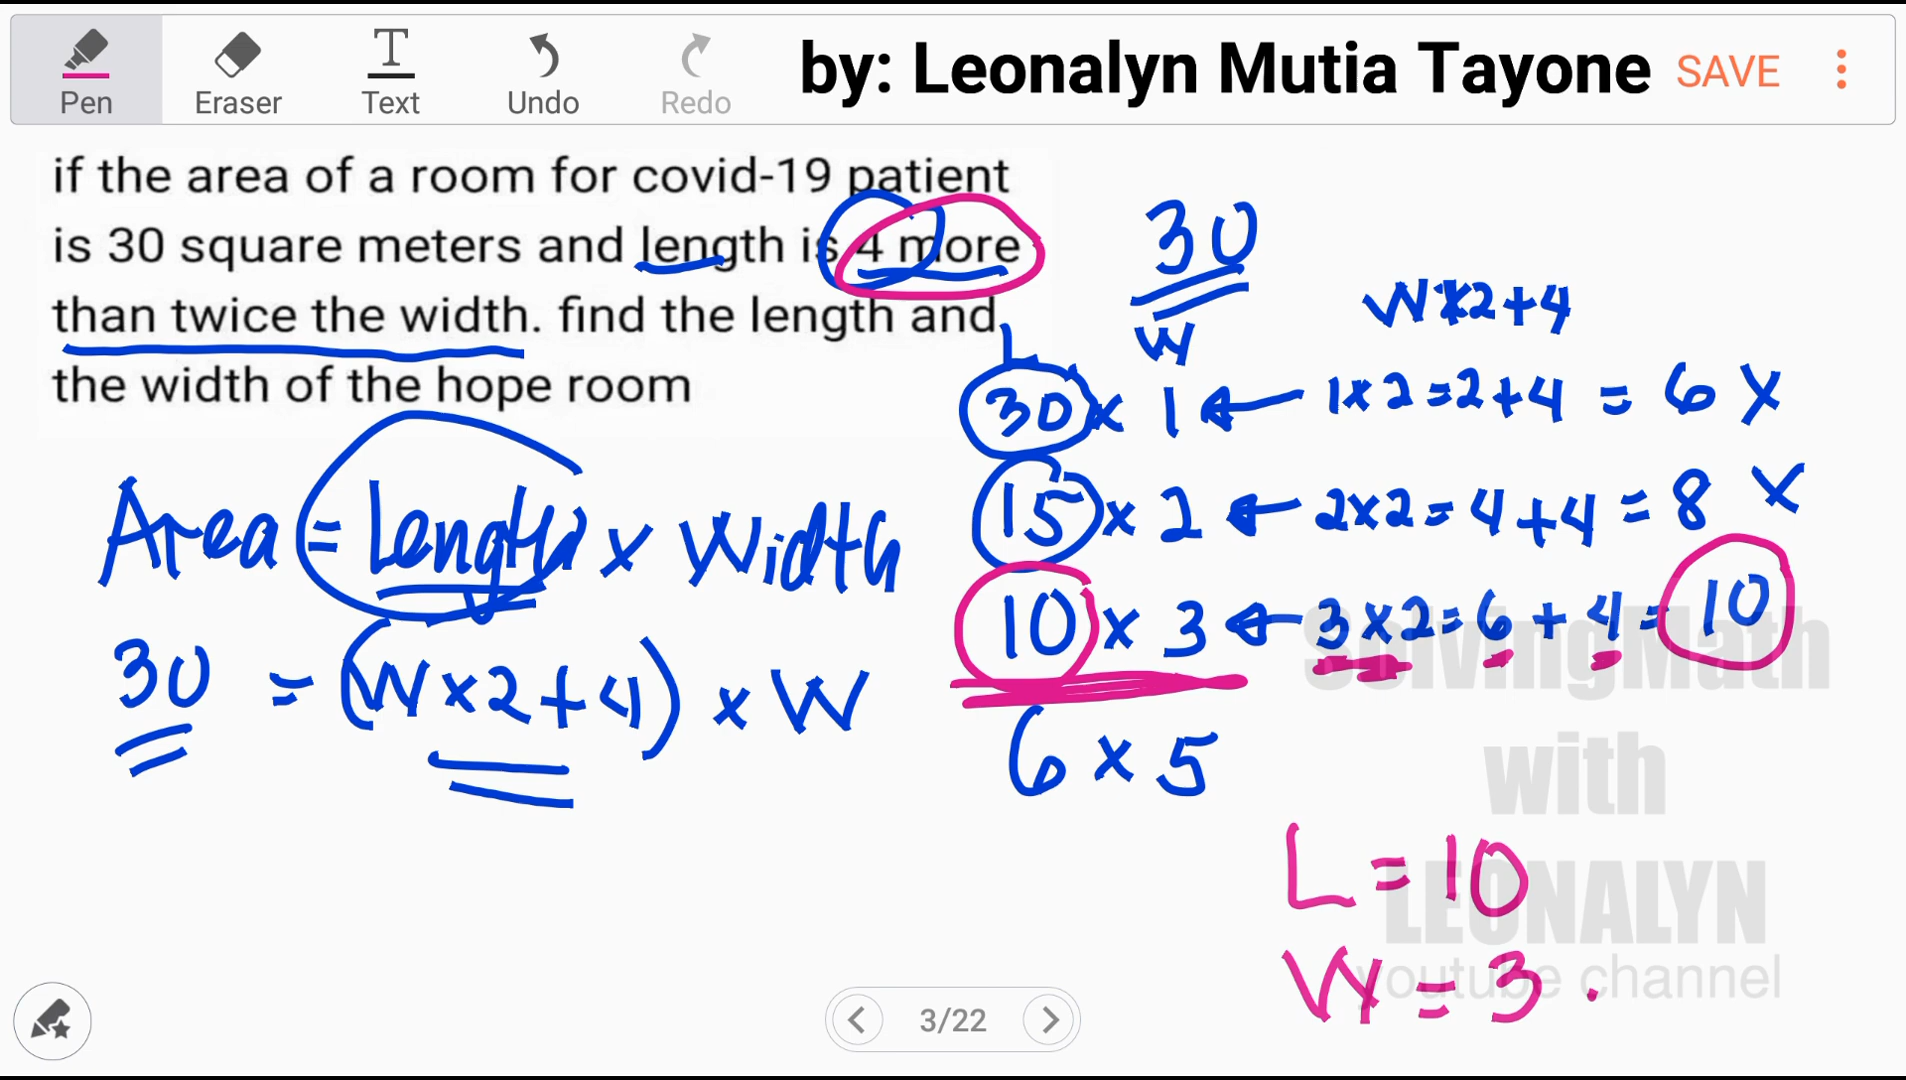 Pen
Eraser
Text
Undo
Redo
by: Leonalyn Mutia Tayone
SAVE
if the area of a room for covid-19 patient
is 30 square meters and length is 4 more
than twice the width. find the length and
the width of the hope room
Area = Length x Width
30 = (W x 2 + 4) x W
30
W
L
W x 2 + 4
30 x 1 ← 1 x 2 = 2 + 4 = 6 X
15 x 2 ← 2 x 2 = 4 + 4 = 8 X
10 x 3 ← 3 x 2 = 6 + 4 = 10
6 x 5
L = 10
W = 3.
SolvingMath
with
LEONALYN
youtube channel
3/22